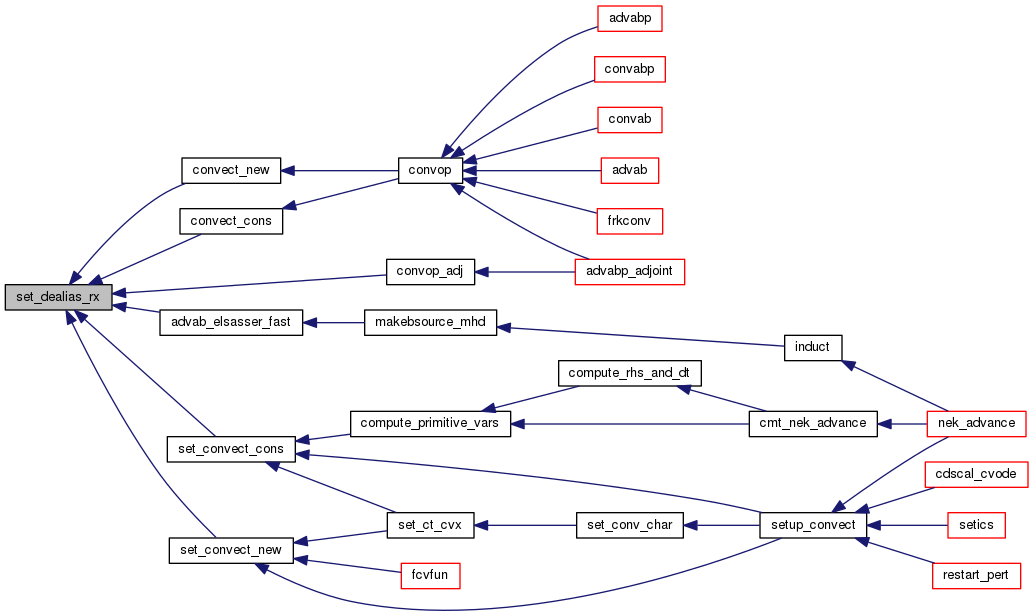 advabp
convabp
convab
convect_new
convop
advab
convect_cons
frkconv
convop_adj
advabp_adjoint
set_dealias_rx
advab_elsasser_fast
makebsource_mhd
induct
compute_rhs_and_dt
compute_primitive_vars
cmt_nek_advance
nek_advance
set_convect_cons
cdscal_cvode
set_ct_cvx
set_conv_char
setup_convect
setics
set_convect_new
fcvfun
restart_pert